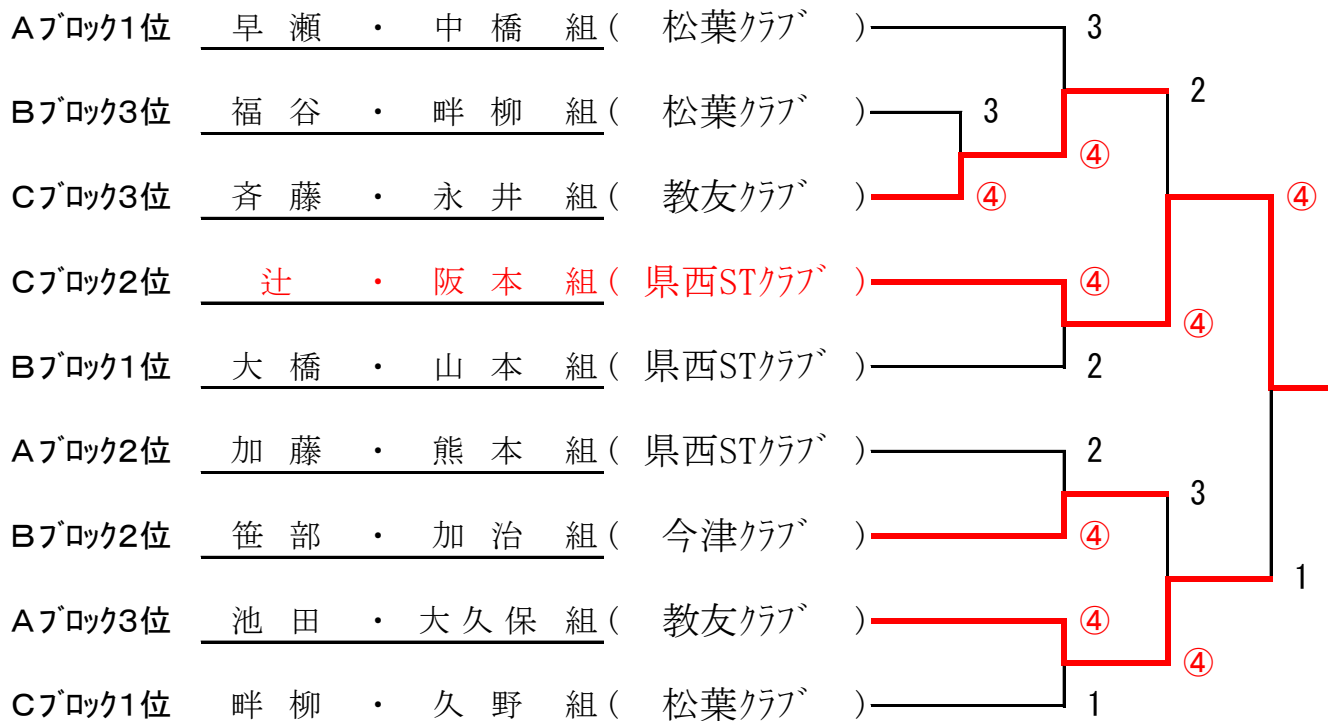 Aブロック1位 早瀬・中橋組(松葉クラブ) 3
2
Bブロック3位 福谷・畔柳組(松葉クラブ) 3
④
Cブロック3位 斉藤・永井組(教友クラブ) ④
④
Cブロック2位 辻・阪本組(県西STクラブ) ④
④
Bブロック1位 大橋・山本組(県西STクラブ) 2
Aブロック2位 加藤・熊本組(県西STクラブ) 2
3
Bブロック2位 笹部・加治組(今津クラブ) ④
1
Aブロック3位 池田・大久保組(教友クラブ) ④
④
Cブロック1位 畔柳・久野組(松葉クラブ) 1